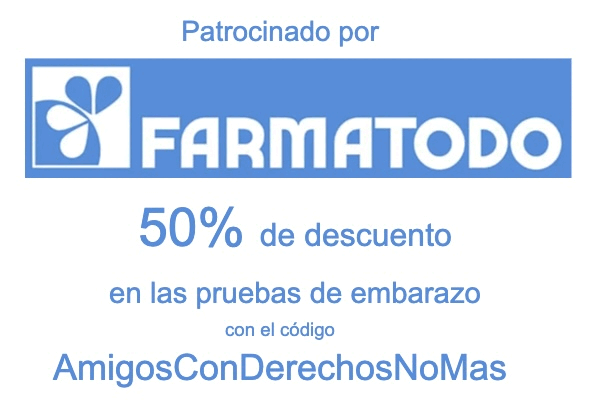 Patrocinado por
FARMATODO
50% de descuento
en las pruebas de embarazo
con el código
AmigosConDerechosNoMas